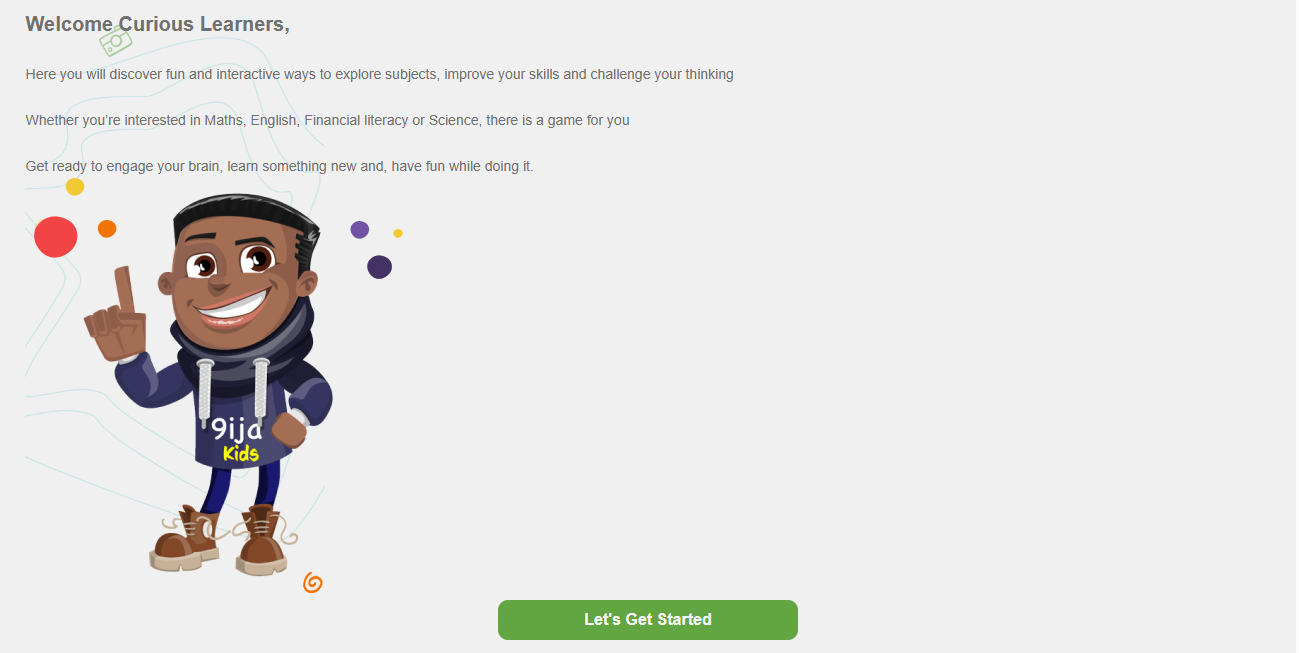 Welcome Curious Learners,
Here you will discover fun and interactive ways to explore subjects, improve your skills and challenge your thinking
Whether you’re interested in Maths, English, Financial literacy or Science, there is a game for you
Get ready to engage your brain, learn something new and, have fun while doing it.
9ija
Kids
Let's Get Started